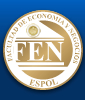 FACULTAD DE ECONOMÍA Y NEGOCIOS
FEN
ESPOL